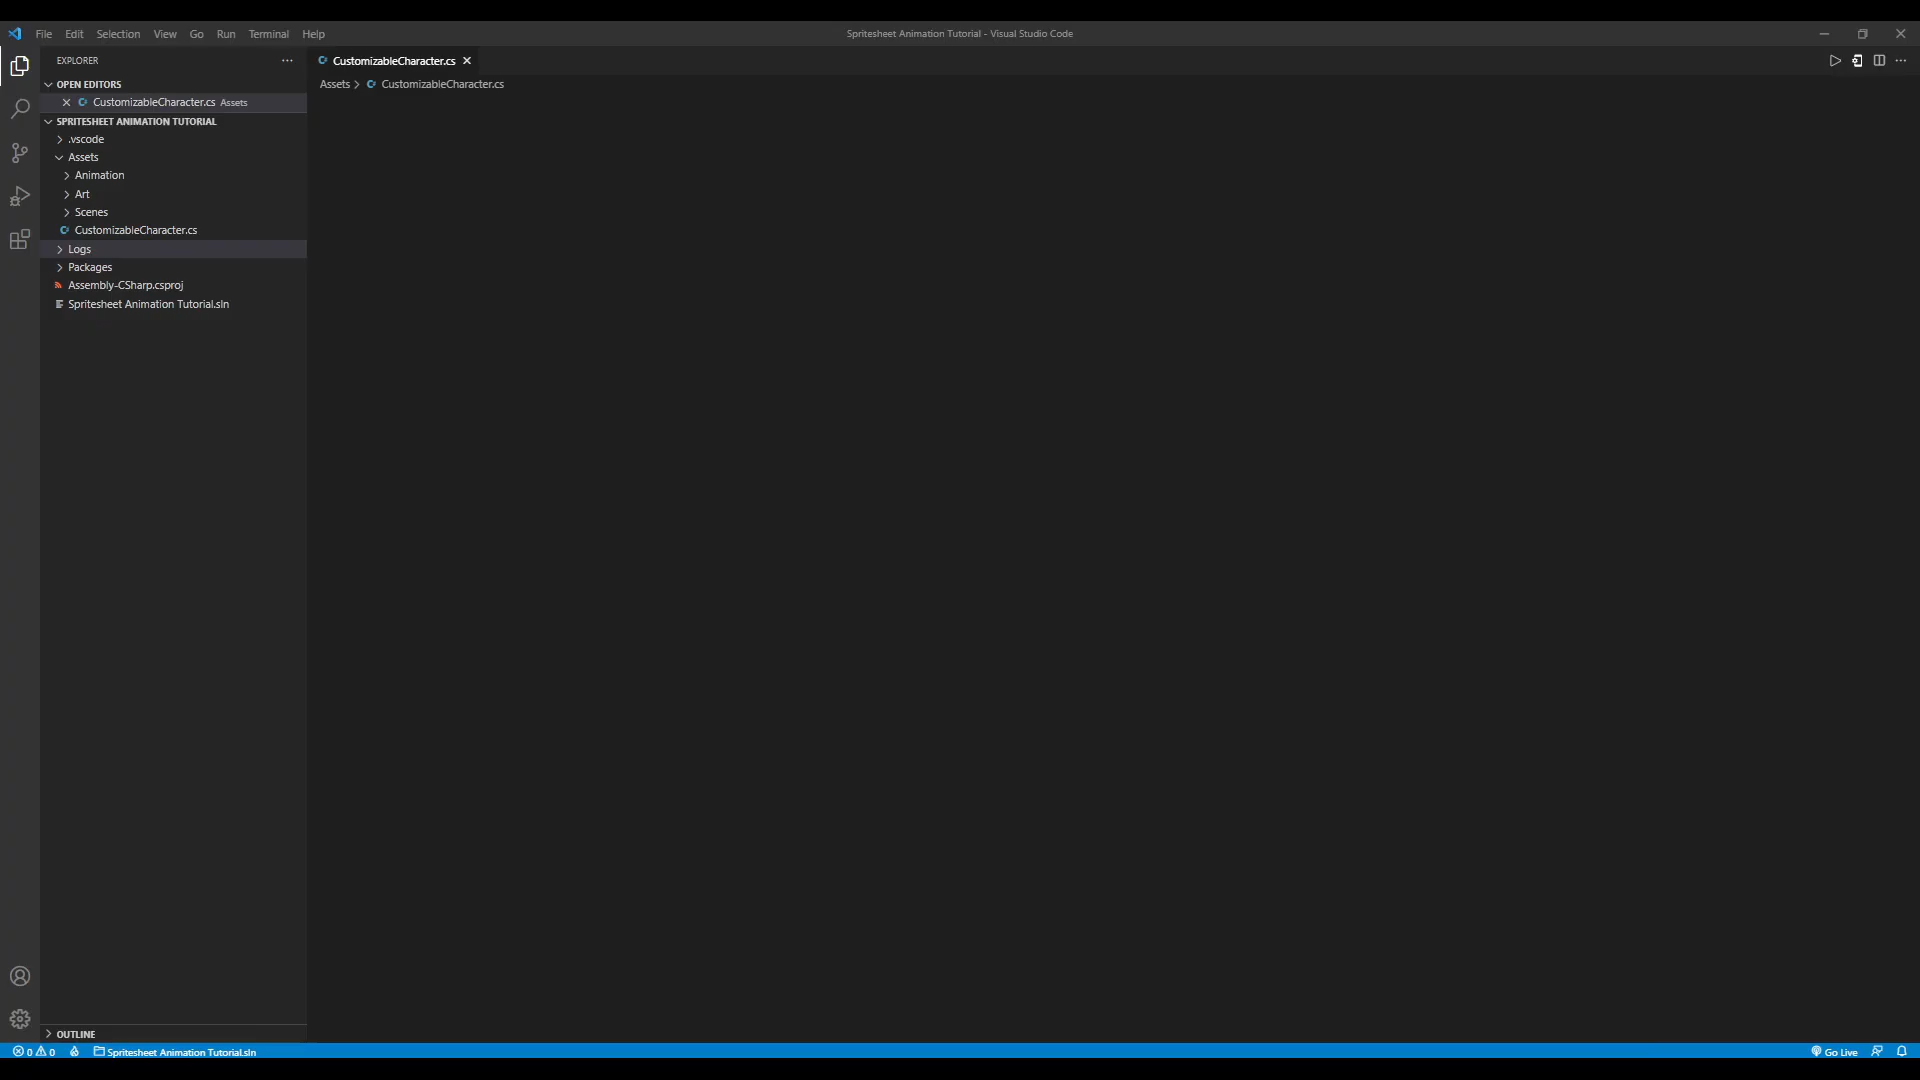 File Edit Selection View Go Run Terminal Help
Spritesheet Animation Tutorial - Visual Studio Code
EXPLORER
CustomizableCharacter.cs
OPEN EDITORS
Assets > CustomizableCharacter.cs
CustomizableCharacter.cs Assets
SPRITESHEET ANIMATION TUTORIAL
.vscode
Assets
Animation
Art
Scenes
CustomizableCharacter.cs
Logs
Packages
Assembly-CSharp.csproj
Spritesheet Animation Tutorial.sln
OUTLINE
0 0 Spritesheet Animation Tutorial.sln
Go Live